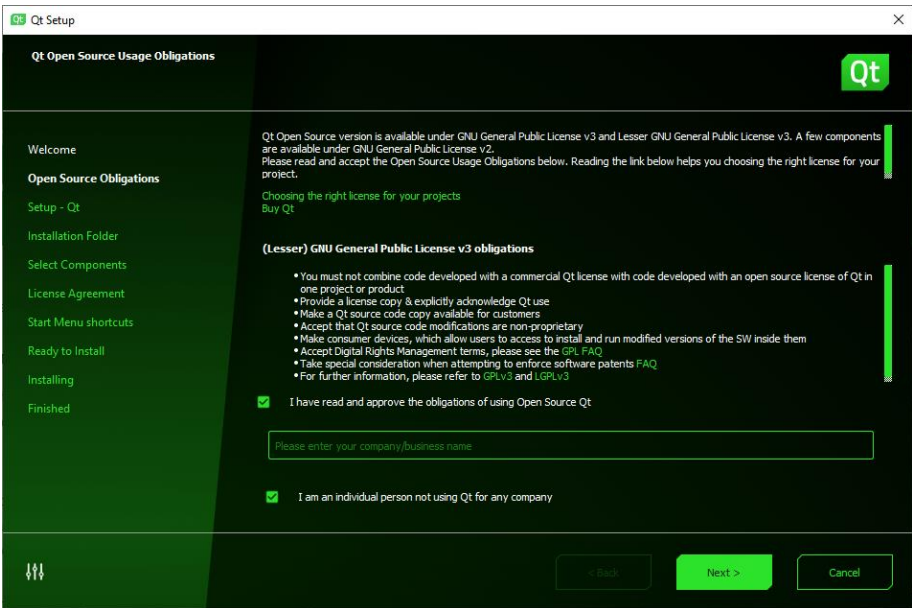 Qt Qt Setup
Qt Open Source Usage Obligations
Qt
Welcome
Open Source Obligations
Setup - Qt
Installation Folder
Select Components
License Agreement
Start Menu shortcuts
Ready to Install
Installing
Finished
Qt Open Source version is available under GNU General Public License v3 and Lesser GNU General Public License v3. A few components
are available under GNU General Public License v2.
Please read and accept the Open Source Usage Obligations below. Reading the link below helps you choosing the right license for your
project.
Choosing the right license for your projects
Buy Qt
(Lesser) GNU General Public License v3 obligations
• You must not combine code developed with a commercial Qt license with code developed with an open source license of Qt in
one project or product
• Provide a license copy & explicitly acknowledge Qt use
• Make a Qt source code copy available for customers
• Accept that Qt source code modifications are non-proprietary
• Make consumer devices, which allow users to access to install and run modified versions of the SW inside them
• Accept Digital Rights Management terms, please see the GPL FAQ
• Take special consideration when attempting to enforce software patents FAQ
• For further information, please refer to GPLv3 and LGPLv3
I have read and approve the obligations of using Open Source Qt
Please enter your company/business name
I am an individual person not using Qt for any company
< Back
Next >
Cancel